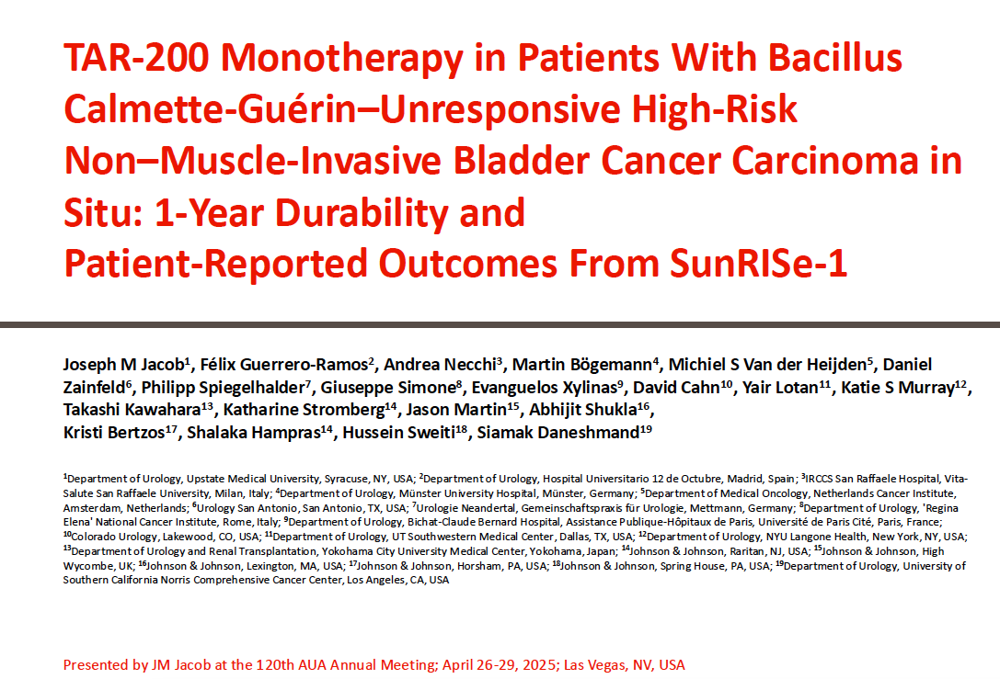 TAR-200 Monotherapy in Patients With Bacillus
Calmette-Guérin–Unresponsive High-Risk
Non–Muscle-Invasive Bladder Cancer Carcinoma in
Situ: 1-Year Durability and
Patient-Reported Outcomes From SunRISe-1
Joseph M Jacob¹, Félix Guerrero-Ramos², Andrea Necchi³, Martin Bögemann⁴, Michiel S Van der Heijden⁵, Daniel
Zainfeld⁶, Philipp Spiegelhalder⁷, Giuseppe Simone⁸, Evanguelos Xylinas⁹, David Cahn¹⁰, Yair Lotan¹¹, Katie S Murray¹²,
Takashi Kawahara¹³, Katharine Stromberg¹⁴, Jason Martin¹⁵, Abhijit Shukla¹⁶,
Kristi Bertzos¹⁷, Shalaka Hampras¹⁴, Hussein Sweiti¹⁸, Siamak Daneshmand¹⁹
¹Department of Urology, Upstate Medical University, Syracuse, NY, USA; ²Department of Urology, Hospital Universitario 12 de Octubre, Madrid, Spain; ³IRCCS San Raffaele Hospital, Vita-
Salute San Raffaele University, Milan, Italy; ⁴Department of Urology, Münster University Hospital, Münster, Germany; ⁵Department of Medical Oncology, Netherlands Cancer Institute,
Amsterdam, Netherlands; ⁶Urology San Antonio, San Antonio, TX, USA; ⁷Urologie Neandertal, Gemeinschaftspraxis für Urologie, Mettmann, Germany; ⁸Department of Urology, 'Regina
Elena' National Cancer Institute, Rome, Italy; ⁹Department of Urology, Bichat-Claude Bernard Hospital, Assistance Publique-Hôpitaux de Paris, Université de Paris Cité, Paris, France;
¹⁰Colorado Urology, Lakewood, CO, USA; ¹¹Department of Urology, UT Southwestern Medical Center, Dallas, TX, USA; ¹²Department of Urology, NYU Langone Health, New York, NY, USA;
¹³Department of Urology and Renal Transplantation, Yokohama City University Medical Center, Yokohama, Japan; ¹⁴Johnson & Johnson, Raritan, NJ, USA; ¹⁵Johnson & Johnson, High
Wycombe, UK; ¹⁶Johnson & Johnson, Lexington, MA, USA; ¹⁷Johnson & Johnson, Horsham, PA, USA; ¹⁸Johnson & Johnson, Spring House, PA, USA; ¹⁹Department of Urology, University of
Southern California Norris Comprehensive Cancer Center, Los Angeles, CA, USA
Presented by JM Jacob at the 120th AUA Annual Meeting; April 26-29, 2025; Las Vegas, NV, USA